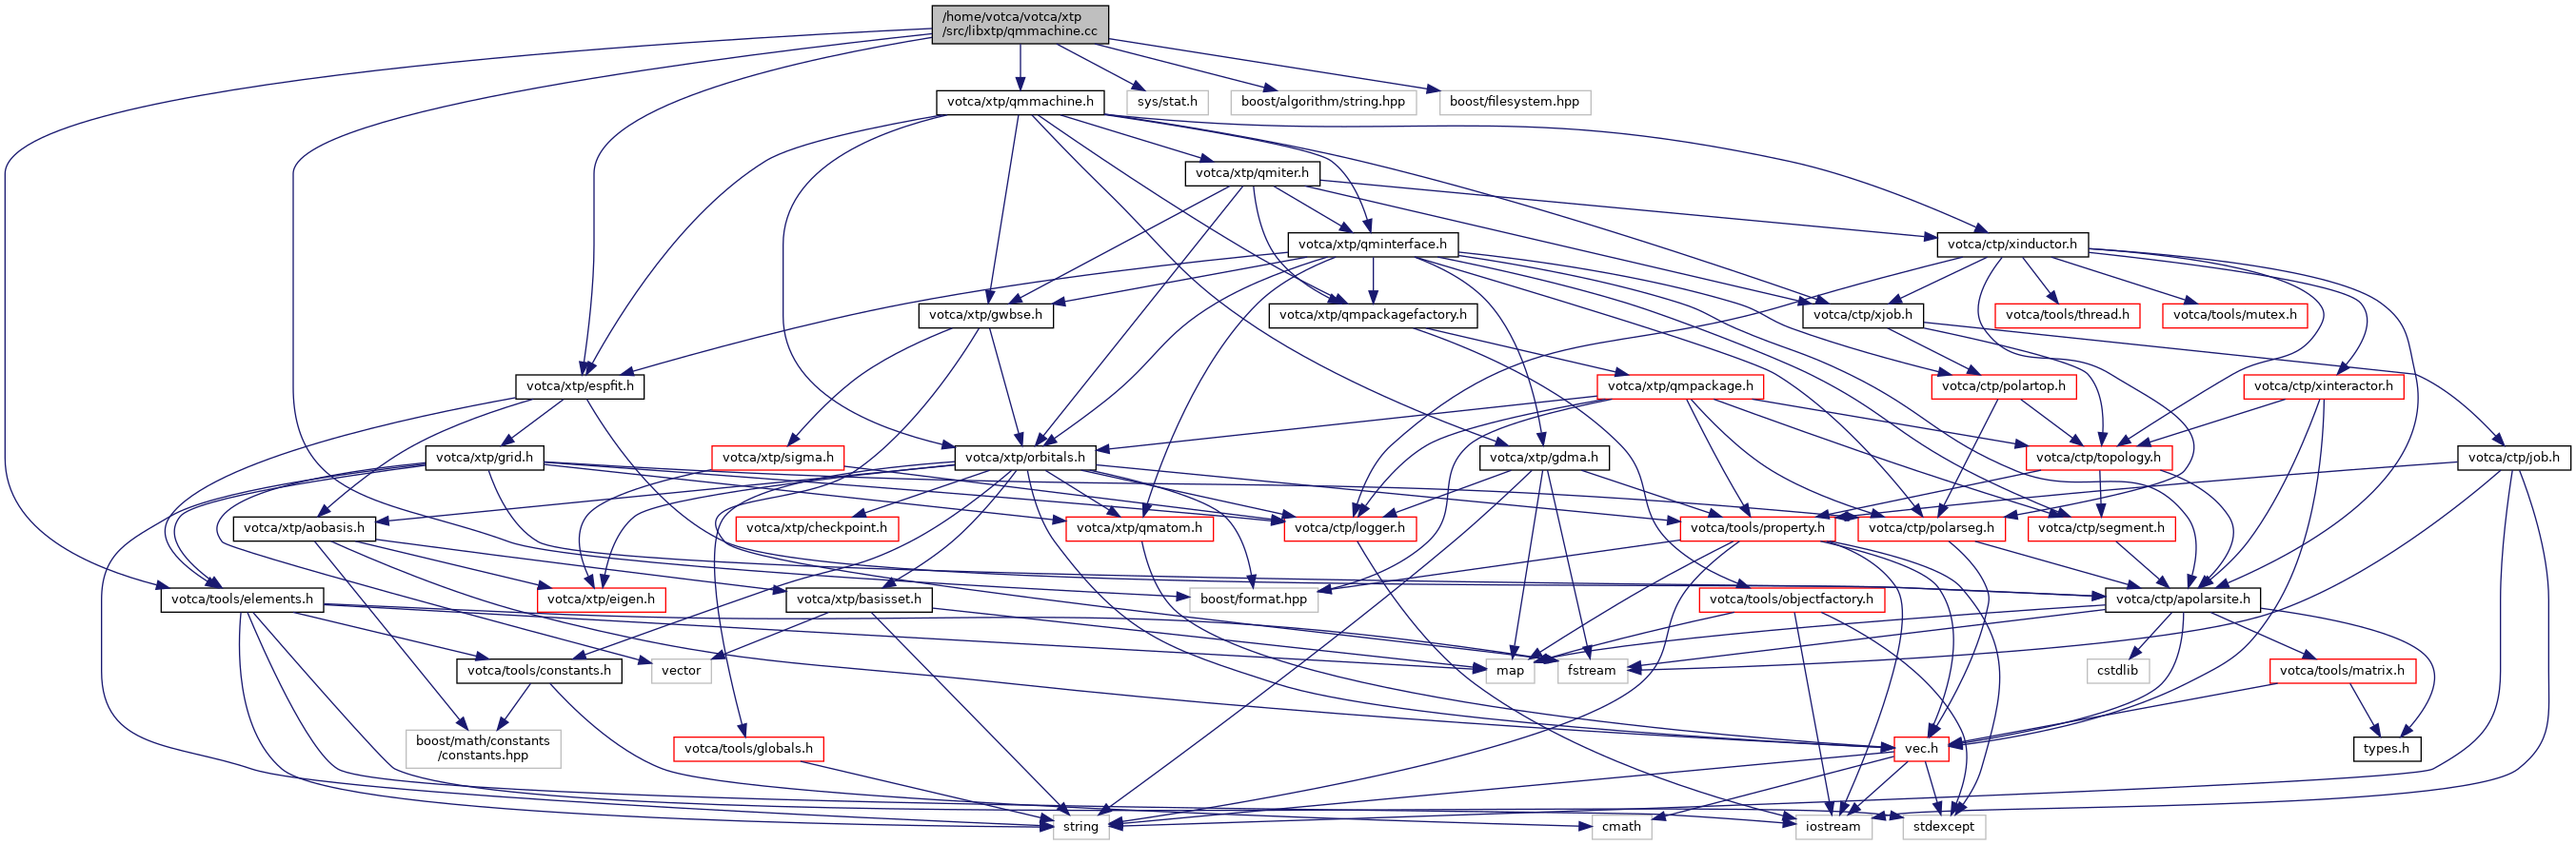 /home/votca/votca/xtp
/src/libxtp/qmmachine.cc
votca/xtp/qmmachine.h
sys/stat.h
boost/algorithm/string.hpp
boost/filesystem.hpp
votca/xtp/qmiter.h
votca/xtp/qminterface.h
votca/ctp/xinductor.h
votca/xtp/gwbse.h
votca/xtp/qmpackagefactory.h
votca/ctp/xjob.h
votca/tools/thread.h
votca/tools/mutex.h
votca/xtp/espfit.h
votca/xtp/qmpackage.h
votca/ctp/polartop.h
votca/ctp/xinteractor.h
votca/xtp/grid.h
votca/xtp/sigma.h
votca/xtp/orbitals.h
votca/xtp/gdma.h
votca/ctp/topology.h
votca/ctp/job.h
votca/xtp/aobasis.h
votca/xtp/checkpoint.h
votca/xtp/qmatom.h
votca/ctp/logger.h
votca/tools/property.h
votca/ctp/polarseg.h
votca/ctp/segment.h
votca/tools/elements.h
votca/xtp/eigen.h
votca/xtp/basisset.h
boost/format.hpp
votca/tools/objectfactory.h
votca/ctp/apolarsite.h
votca/tools/constants.h
vector
map
fstream
cstdlib
votca/tools/matrix.h
boost/math/constants
/constants.hpp
votca/tools/globals.h
vec.h
types.h
string
cmath
iostream
stdexcept